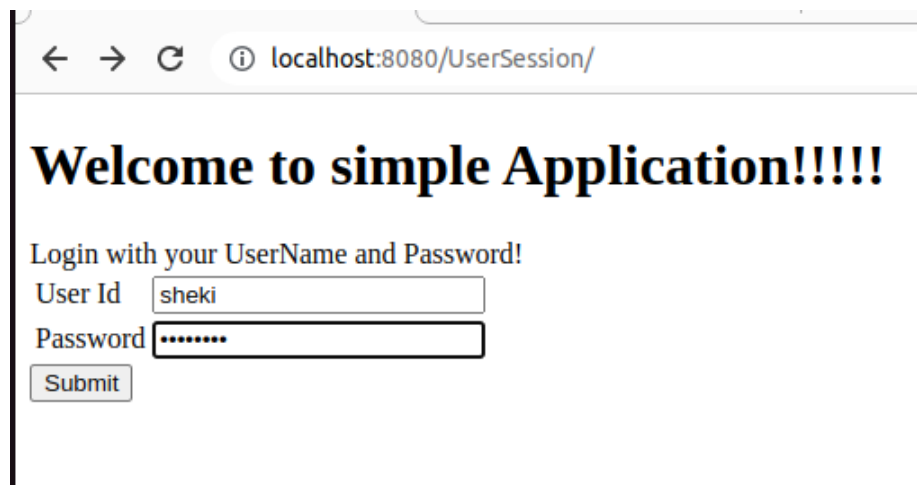 localhost:8080/UserSession/
Welcome to simple Application!!!!!
Login with your UserName and Password!
User Id sheki
Password ••••••••
Submit